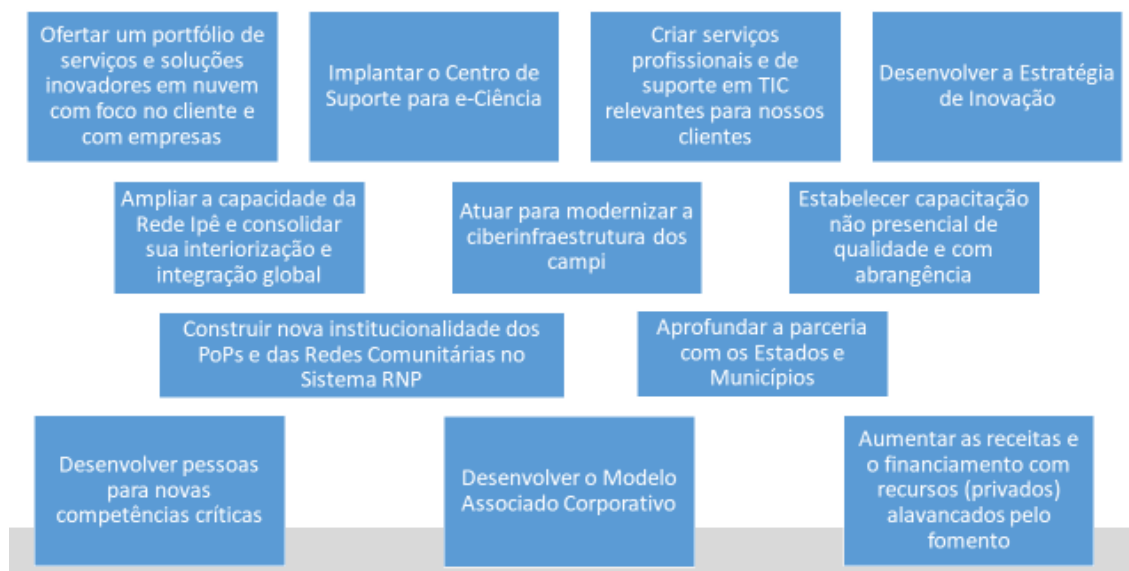 Ofertar um portfólio de
serviços e soluções
inovadores em nuvem
com foco no cliente e
com empresas
Implantar o Centro de
Suporte para e-Ciência
Criar serviços
profissionais e de
suporte em TIC
relevantes para nossos
clientes
Desenvolver a Estratégia
de Inovação
Ampliar a capacidade da
Rede Ipê e consolidar
sua interiorização e
integração global
Atuar para modernizar a
ciberinfraestrutura dos
campi
Estabelecer capacitação
não presencial de
qualidade e com
abrangência
Construir nova institucionalidade dos
PoPs e das Redes Comunitárias no
Sistema RNP
Aprofundar a parceria
com os Estados e
Municípios
Desenvolver pessoas
para novas
competências críticas
Desenvolver o Modelo
Associado Corporativo
Aumentar as receitas e
o financiamento com
recursos (privados)
alavancados pelo
fomento